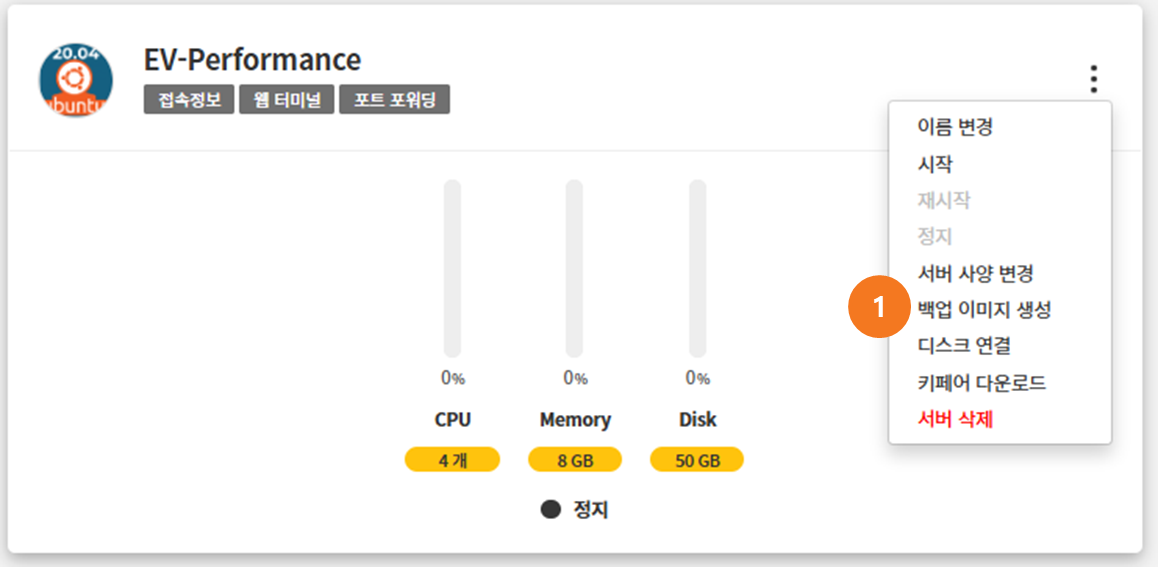 20.04
ubuntu
EV-Performance
접속정보 웹 터미널 포트 포워딩
이름 변경
시작
재시작
정지
서버 사양 변경
1
백업 이미지 생성
디스크 연결
키페어 다운로드
서버 삭제
0% 0% 0%
CPU Memory Disk
4 개 8 GB 50 GB
정지